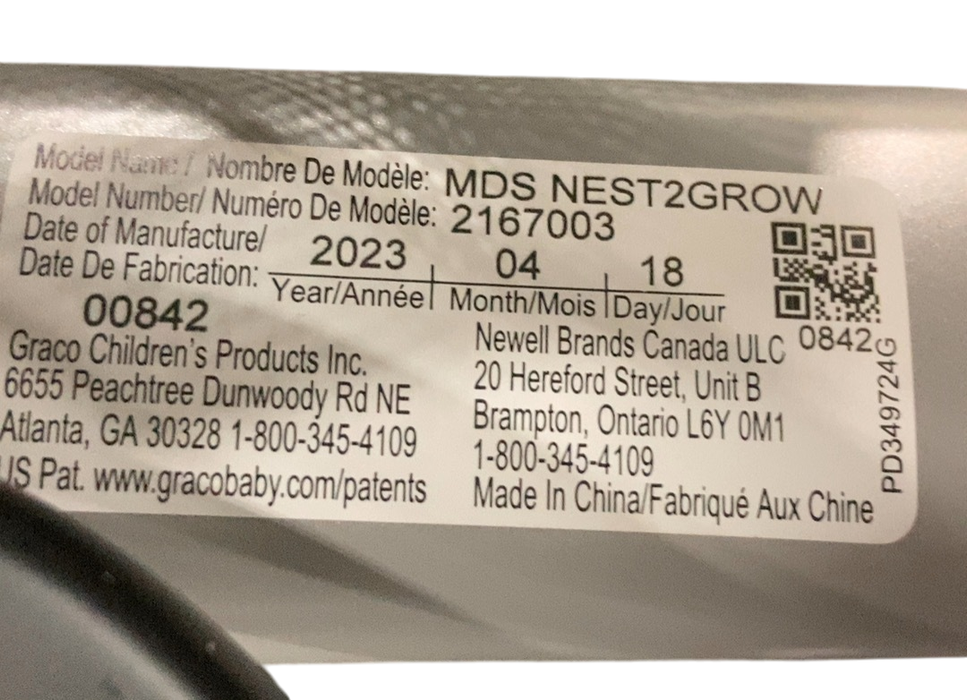 Model Name / Nombre De Modèle: MDS NEST2GROW
Model Number/ Numéro De Modèle: 2167003
Date of Manufacture/
Date De Fabrication:
2023 04 18
Year/Année Month/Mois Day/Jour
00842
Graco Children's Products Inc.
6655 Peachtree Dunwoody Rd NE
Atlanta, GA 30328 1-800-345-4109
US Pat. www.gracobaby.com/patents
Newell Brands Canada ULC
20 Hereford Street, Unit B
Brampton, Ontario L6Y 0M1
1-800-345-4109
Made In China/Fabriqué Aux Chine
0842
PD349724G